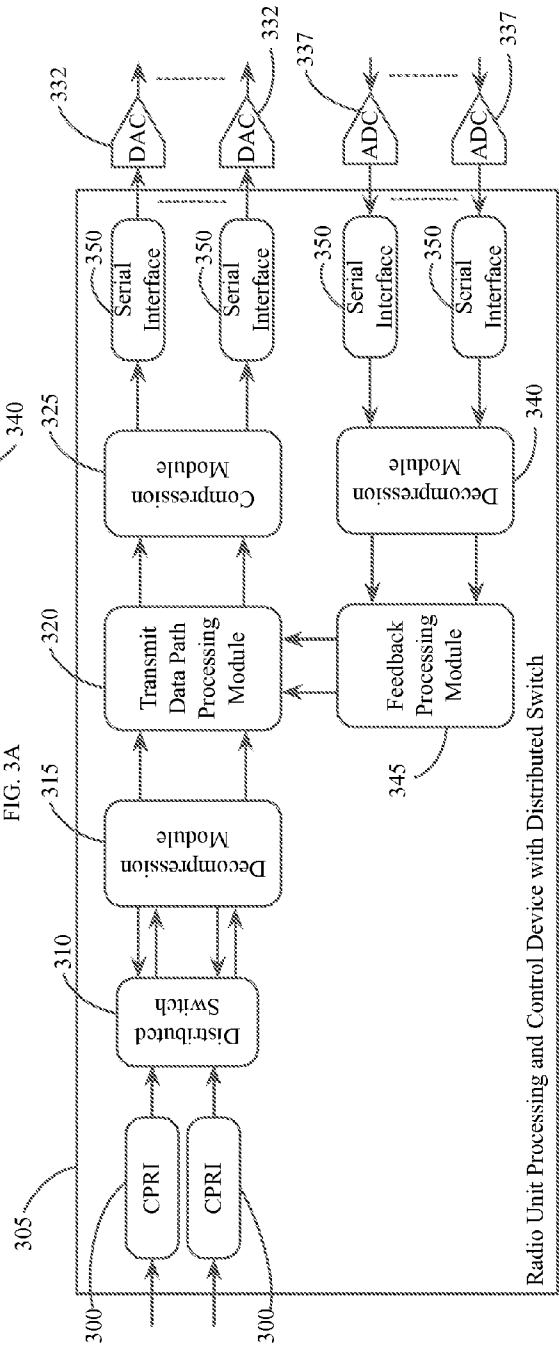 340
FIG. 3A
305
300
CPRI
CPRI
300
310
Distributed
Switch
315
Decompression
Module
320
Transmit
Data Path
Processing
Module
325
Compression
Module
350
Serial
Interface
350
Serial
Interface
332
DAC
DAC
332
345
Feedback
Processing
Module
340
Decompression
Module
350
Serial
Interface
350
Serial
Interface
337
ADC
ADC
337
Radio Unit Processing and Control Device with Distributed Switch